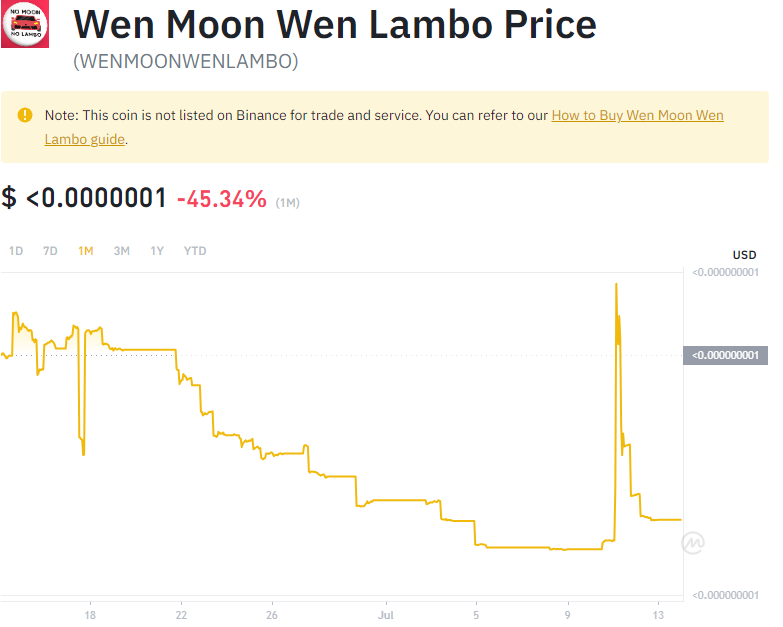 NO MOON
NO LAMBO
Wen Moon Wen Lambo Price
(WENMOONWENLAMBO)
Note: This coin is not listed on Binance for trade and service. You can refer to our How to Buy Wen Moon Wen
Lambo guide.
$ <0.0000001 -45.34% (1M)
1D 7D 1M 3M 1Y YTD
USD
<0.000000001
<0.000000001
<0.000000001
18 22 26 Jul 5 9 13